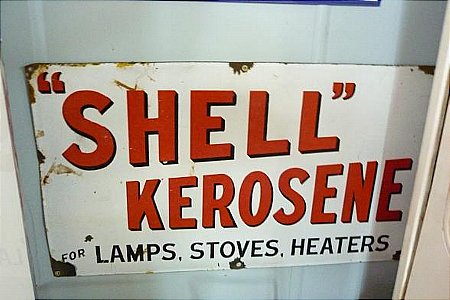 "SHELL"
KEROSENE
FOR LAMPS, STOVES, HEATERS